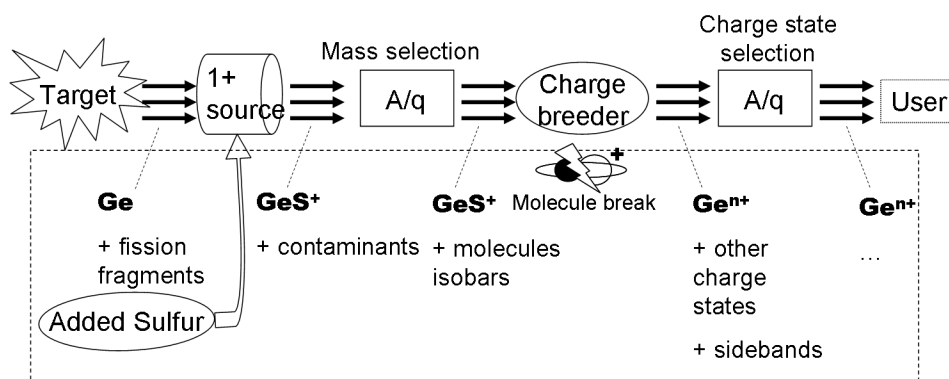 Mass selection
Charge state
selection
Target
1+
source
A/q
Charge
breeder
A/q
User
+
Molecule break
Ge
GeS+
GeS+
Geⁿ⁺
Geⁿ⁺
+ fission
fragments
+ contaminants
+ molecules
isobars
+ other
charge
states
...
Added Sulfur
+ sidebands